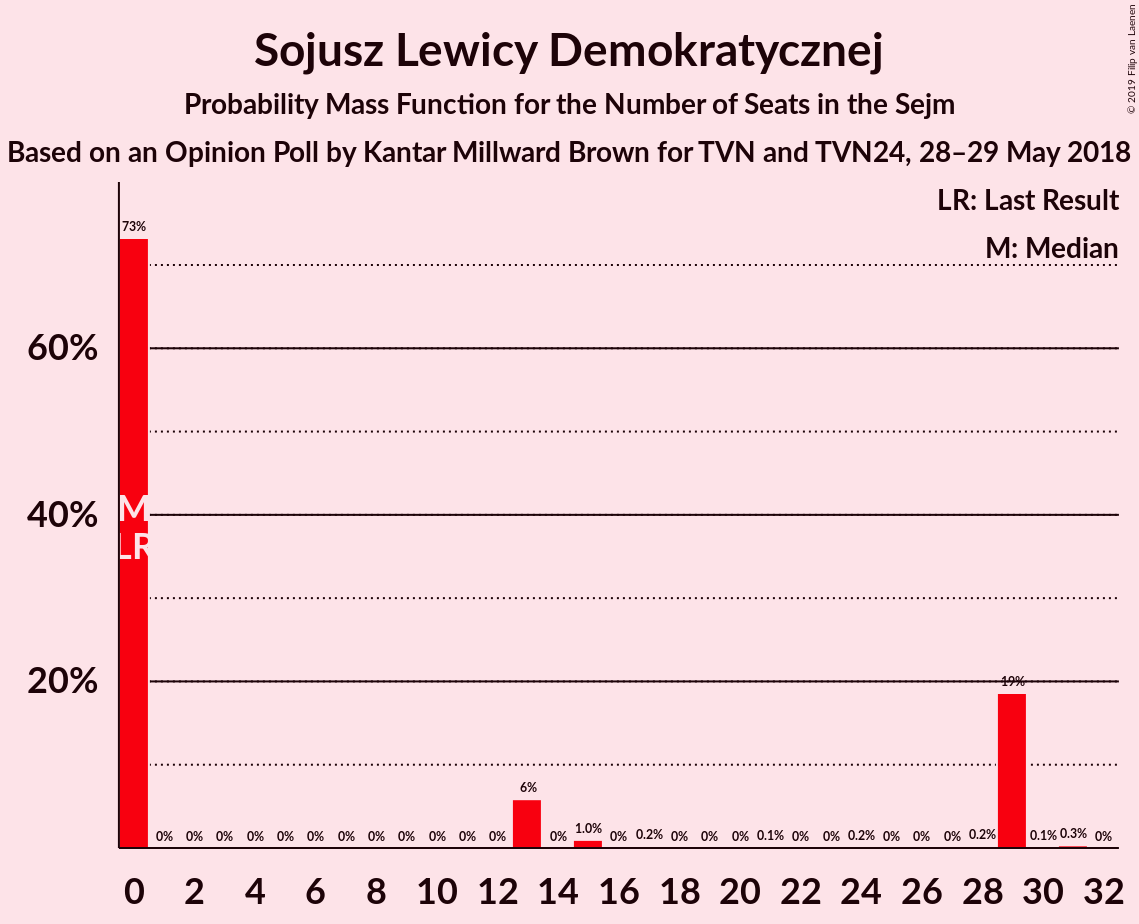 Sojusz Lewicy Demokratycznej
Probability Mass Function for the Number of Seats in the Sejm
Based on an Opinion Poll by Kantar Millward Brown for TVN and TVN24, 28–29 May 2018
© 2019 Filip van Laenen
LR: Last Result
M: Median
60%
40%
20%
M
LR
73% 0% 0% 0% 0% 0% 0% 0% 0% 0% 0% 0% 0% 6% 0% 1.0% 0% 0.2% 0% 0% 0% 0.1% 0% 0% 0.2% 0% 0% 0% 0.2% 19% 0.1% 0.3% 0%
0 2 4 6 8 10 12 14 16 18 20 22 24 26 28 30 32